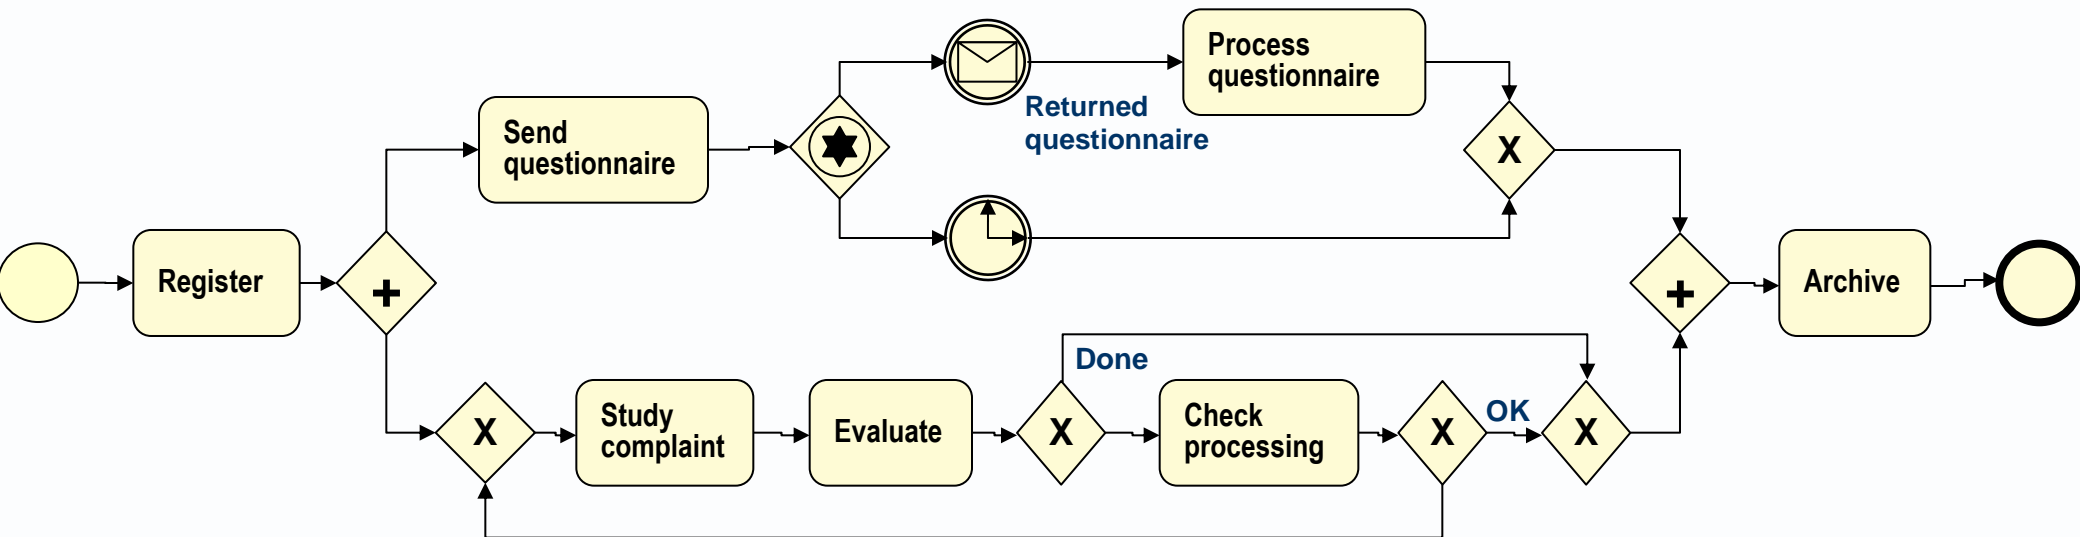 Process
questionnaire
Returned
questionnaire
Send
questionnaire
X
Register
+
+
Archive
Done
X
Study
complaint
Evaluate
X
Check
processing
X
OK
X